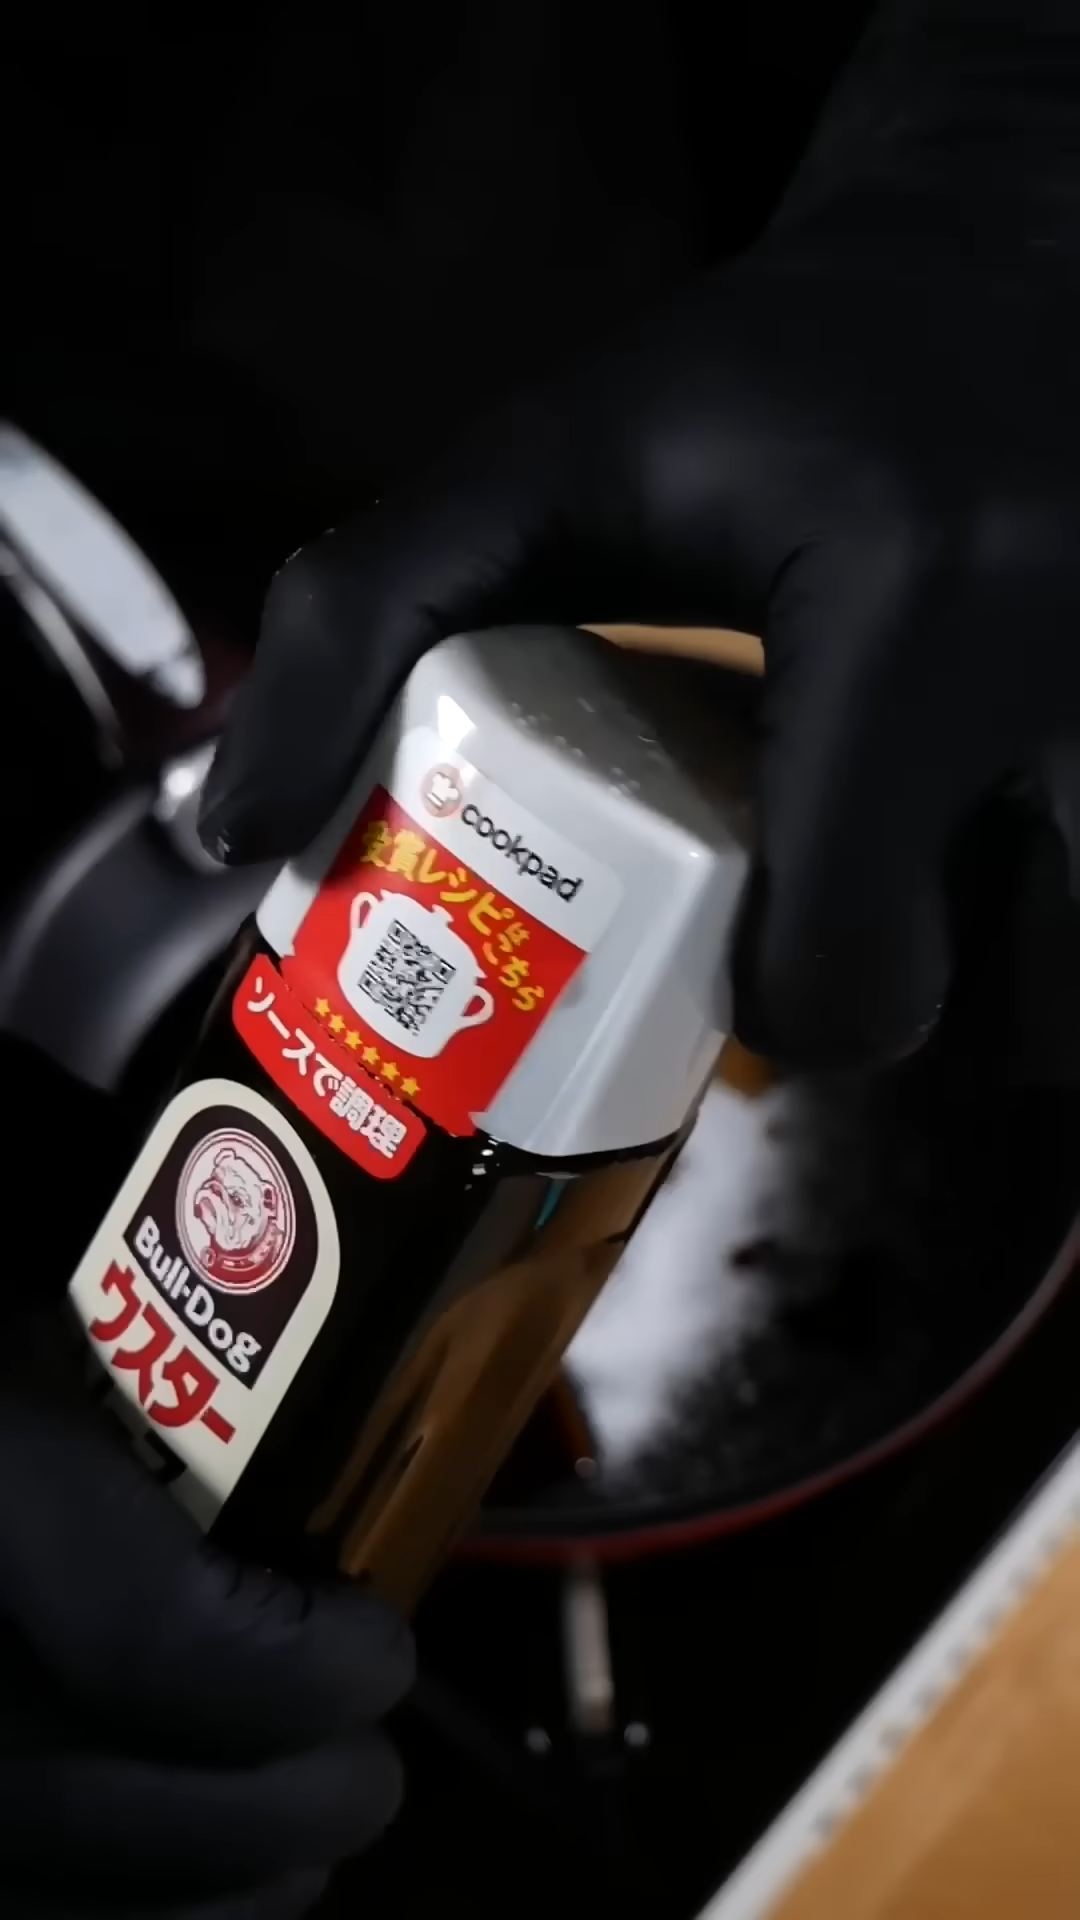 cookpad
受賞レシピは
こちら
ソースで調理
Bull-Dog
ウスター